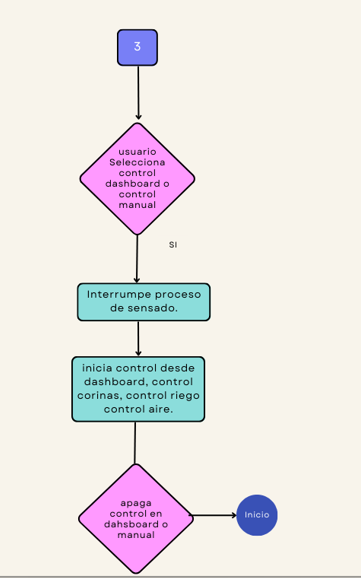 3
usuario
Selecciona
control
dashboard o
control
manual
SI
Interrumpe proceso
de sensado.
inicia control desde
dashboard, control
corinas, control riego
control aire.
apaga
control en
dahsboard o
manual
Inicio